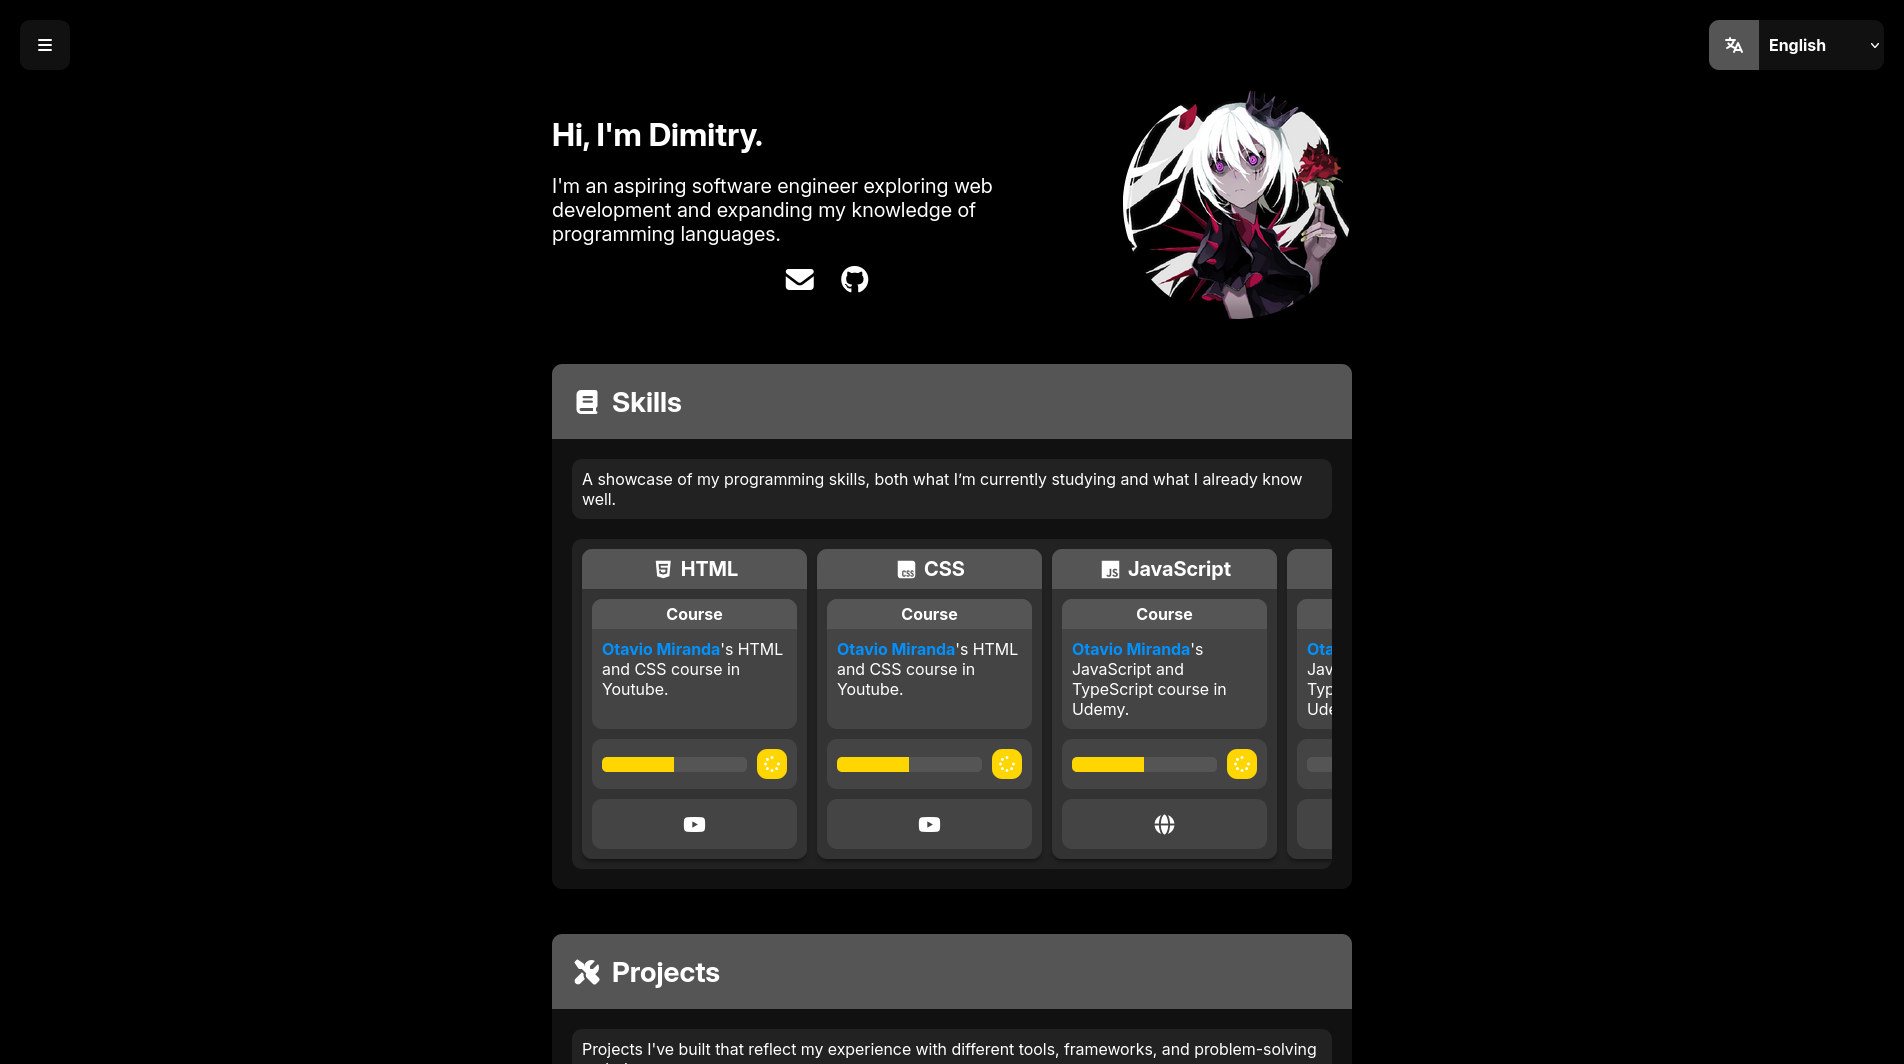 English
Hi, I'm Dimitry.
I'm an aspiring software engineer exploring web
development and expanding my knowledge of
programming languages.
Skills
A showcase of my programming skills, both what I’m currently studying and what I already know
well.
HTML
Course
Otavio Miranda's HTML
and CSS course in
Youtube.
CSS
Course
Otavio Miranda's HTML
and CSS course in
Youtube.
JavaScript
Course
Otavio Miranda's
JavaScript and
TypeScript course in
Udemy.
Projects
Projects I've built that reflect my experience with different tools, frameworks, and problem-solving